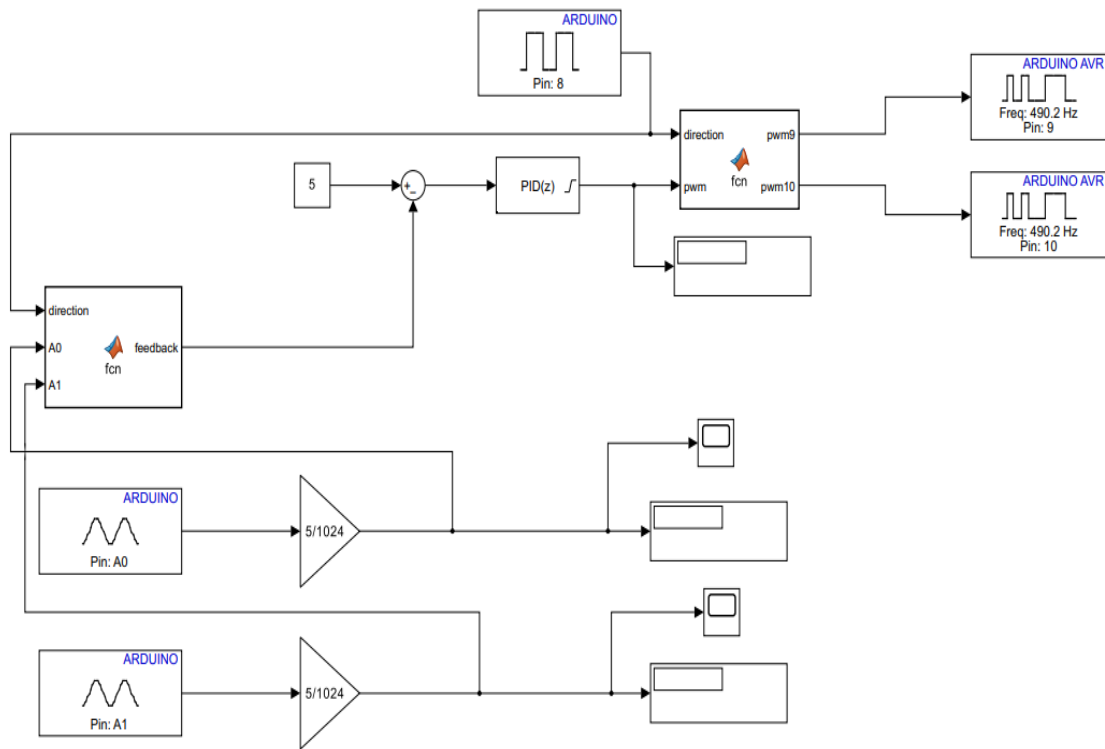 ARDUINO
Pin: 8
ARDUINO AVR
Freq: 490.2 Hz
Pin: 9
direction
pwm9
fcn
pwm
pwm10
5
+
-
PID(z)
ARDUINO AVR
Freq: 490.2 Hz
Pin: 10
direction
A0
feedback
fcn
A1
ARDUINO
Pin: A0
5/1024
ARDUINO
Pin: A1
5/1024